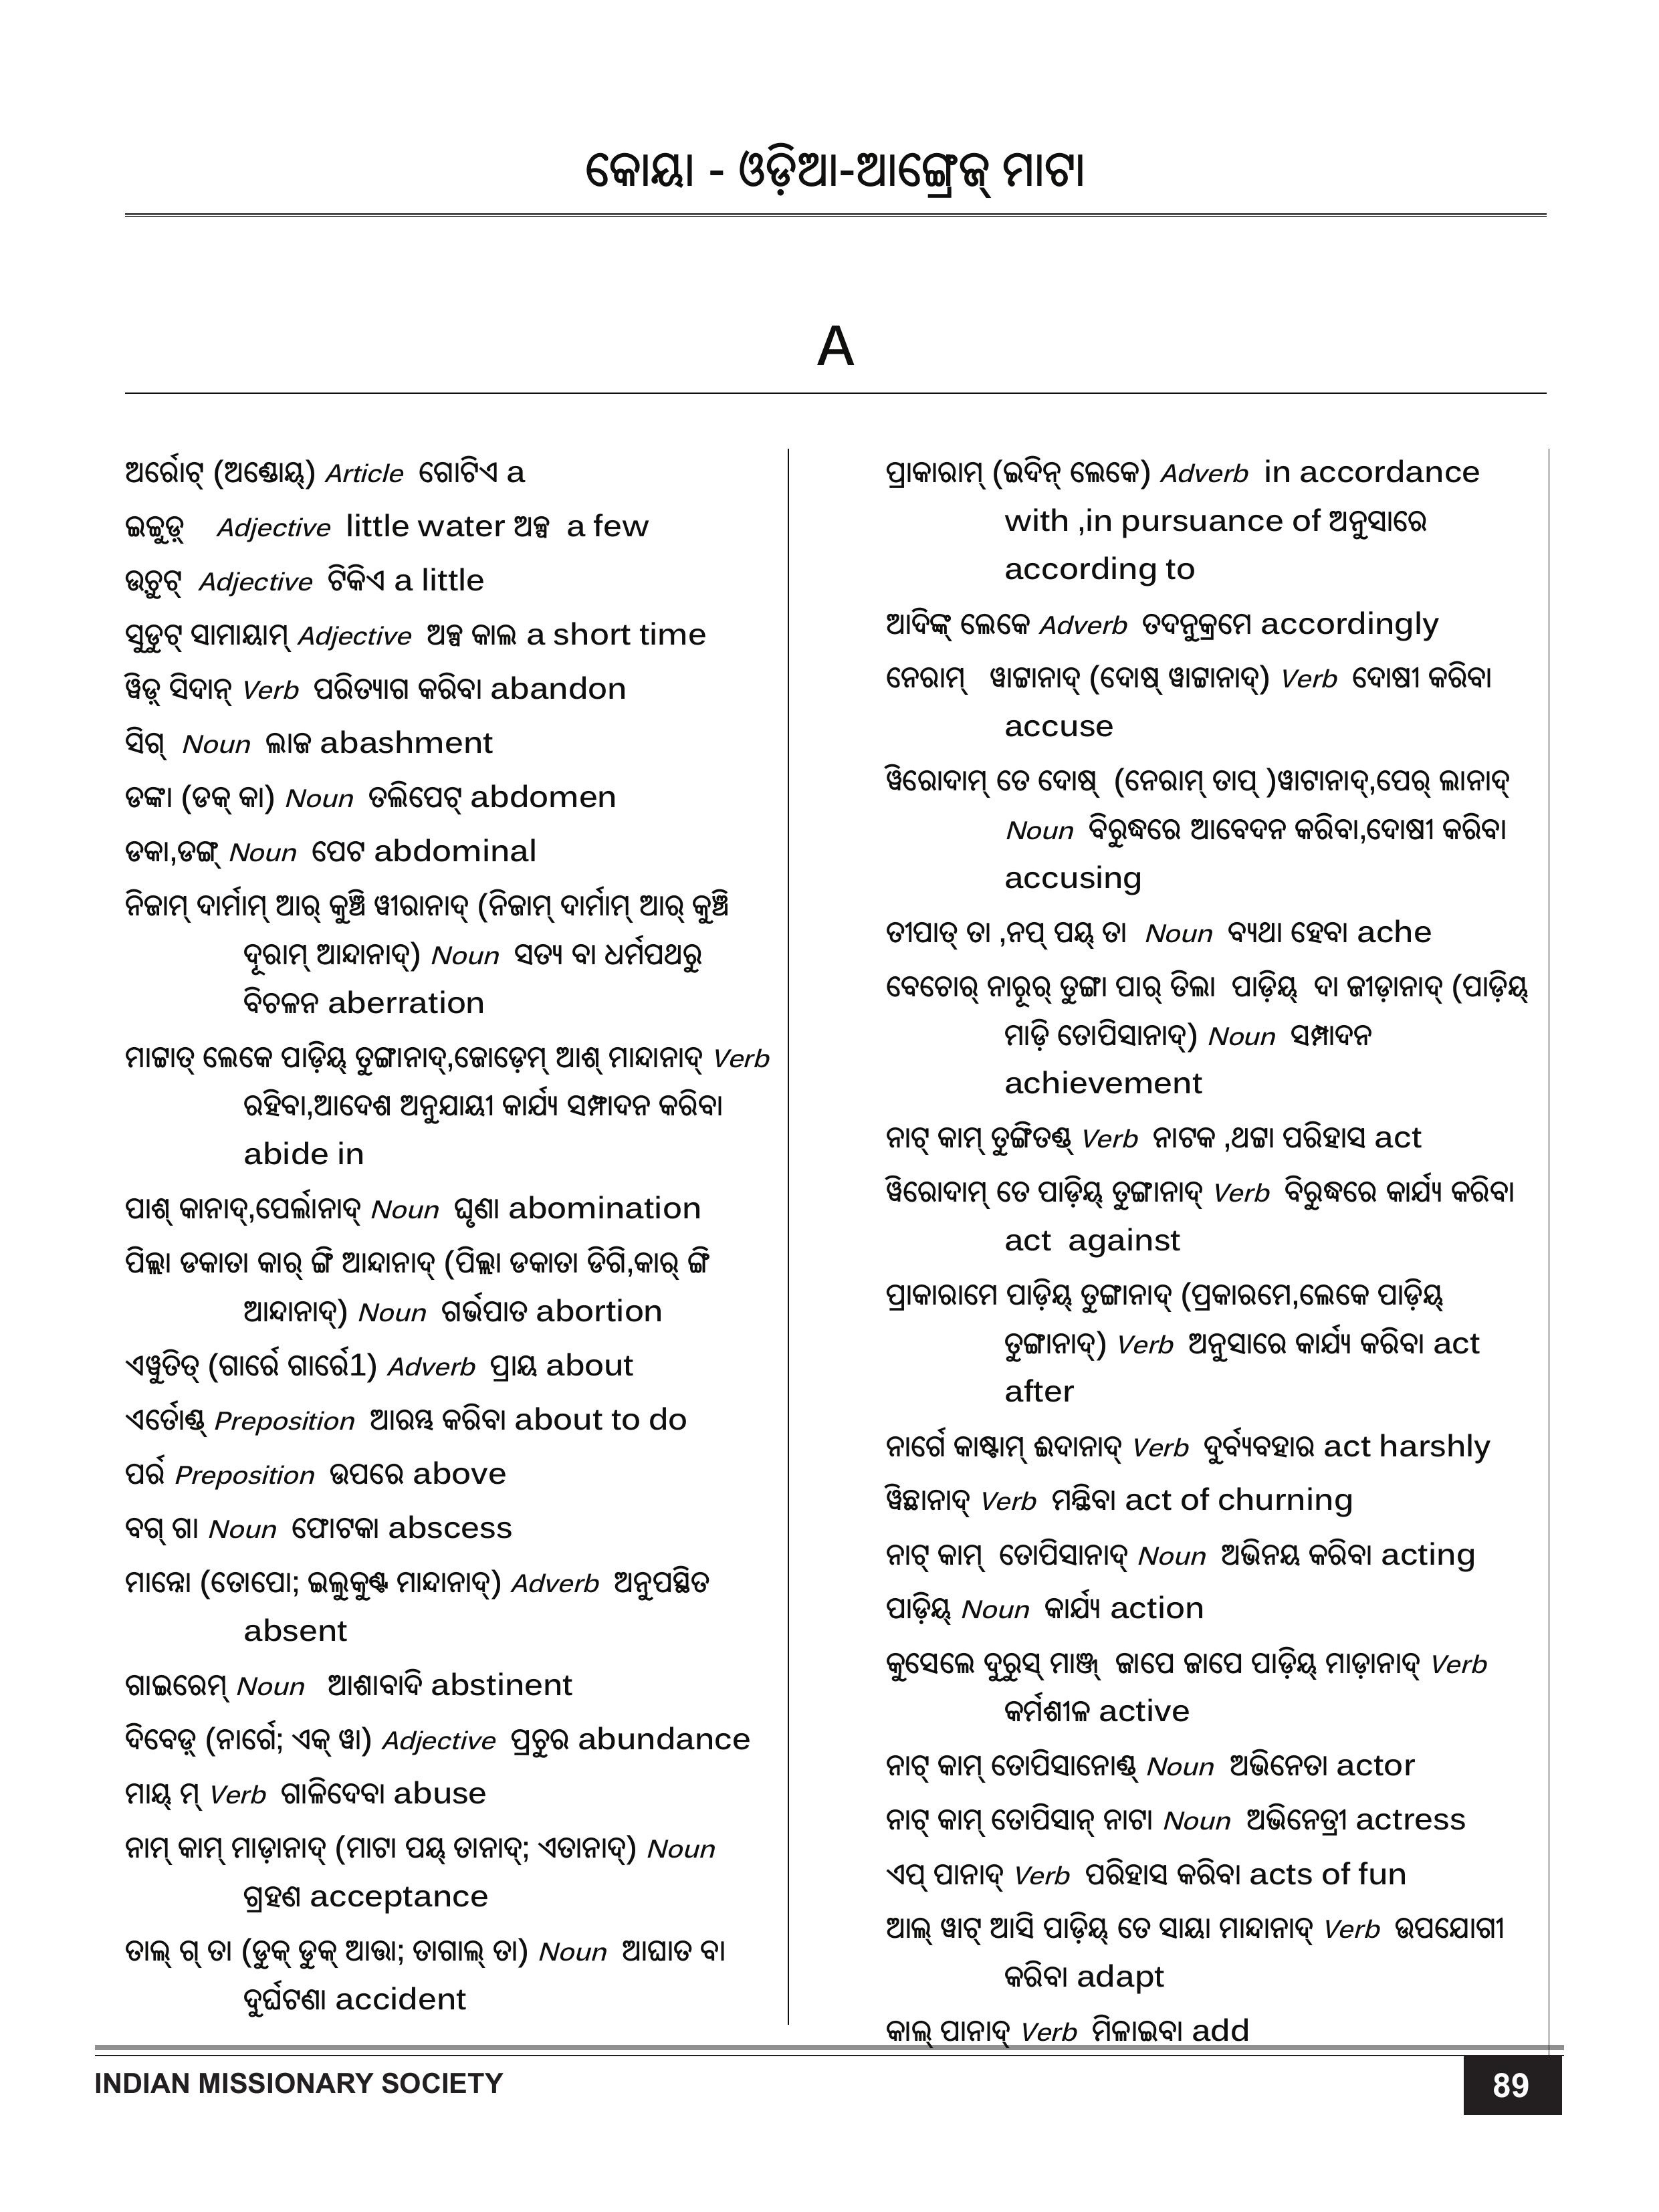 କୋୟା - ଓଡ଼ିଆ-ଆଙ୍ଗ୍ରେଜ୍ ମାଟା
A
ଅର୍ରୋଟ୍ (ଅଣ୍ଡୋୟ୍) Article ଗୋଟିଏ a
ଇଚ୍ଚୁଡ଼୍ Adjective little water ଅଳ୍ପ a few
ଉଚୁଟ୍ Adjective ଟିକିଏ a little
ସୁଡୁଟ୍ ସାମାୟାମ୍ Adjective ଅଳ୍ପ କାଲ a short time
ୱିଡ଼୍ ସିଦାନ୍ Verb ପରିତ୍ୟାଗ କରିବା abandon
ସିଗ୍ Noun ଲାଜ abashment
ଡଙ୍କା (ଡକ୍ କା) Noun ତଲିପେଟ୍ abdomen
ଡକା,ଡଙ୍ଗ୍ Noun ପେଟ abdominal
ନିଜାମ୍ ଦାର୍ମାମ୍ ଆର୍ କୁଞ୍ଚି ୱୀରାନାଦ୍ (ନିଜାମ୍ ଦାର୍ମାମ୍ ଆର୍ କୁଞ୍ଚି
ଦୂରାମ୍ ଆନ୍ଦାନାଦ୍) Noun ସତ୍ୟ ବା ଧର୍ମପଥରୁ
ବିଚଳନ aberration
ମାଟ୍ଟାତ୍ ଲେକେ ପାଡ଼ିୟ୍ ତୁଙ୍ଗାନାଦ୍,ଜୋଡ଼େମ୍ ଆଶ୍ ମାନ୍ଦାନାଦ୍ Verb
ରହିବା,ଆଦେଶ ଅନୁଯାୟୀ କାର୍ଯ୍ୟ ସମ୍ପାଦନ କରିବା
abide in
ପାଶ୍ କାନାଦ୍,ପେର୍ଲାନାଦ୍ Noun ଘୃଣା abomination
ପିଲ୍ଲା ଡକାତା କାର୍ ଙ୍ଗି ଆନ୍ଦାନାଦ୍ (ପିଲ୍ଲା ଡକାତା ଡିଗି,କାର୍ ଙ୍ଗି
ଆନ୍ଦାନାଦ୍) Noun ଗର୍ଭପାତ abortion
ଏୱୁତିତ୍ (ଗାର୍ରେ ଗାର୍ରେ1) Adverb ପ୍ରାୟ about
ଏର୍ତୋଣ୍ଡ୍ Preposition ଆରମ୍ଭ କରିବା about to do
ପର୍ର Preposition ଉପରେ above
ବଗ୍ ଗା Noun ଫୋଟକା abscess
ମାନ୍ନୋ (ତୋପୋ; ଇଲୁକୁଣ୍ଟ ମାନ୍ଦାନାଦ୍) Adverb ଅନୁପସ୍ଥିତ
absent
ଗାଇରେମ୍ Noun ଆଶାବାଦି abstinent
ଦିବେଡ଼୍ (ନାର୍ଗେ; ଏକ୍ ୱା) Adjective ପ୍ରଚୁର abundance
ମାୟ୍ ମ୍ Verb ଗାଳିଦେବା abuse
ନାମ୍ କାମ୍ ମାଡ଼ାନାଦ୍ (ମାଟା ପୟ୍ ତାନାଦ୍; ଏତାନାଦ୍) Noun
ଗ୍ରହଣ acceptance
ତାଲ୍ ଗ୍ ତା (ଡୁକ୍ ଡୁକ୍ ଆତ୍ତା; ତାଗାଲ୍ ତା) Noun ଆଘାତ ବା
ଦୁର୍ଘଟଣା accident
ପ୍ରାକାରାମ୍ (ଇଦିନ୍ ଲେକେ) Adverb in accordance
with ,in pursuance of ଅନୁସାରେ
according to
ଆଦିଙ୍କ୍ ଲେକେ Adverb ତଦନୁକ୍ରମେ accordingly
ନେରାମ୍ ୱାଟ୍ଟାନାଦ୍ (ଦୋଷ୍ ୱାଟ୍ଟାନାଦ୍) Verb ଦୋଷୀ କରିବା
accuse
ୱିରୋଦାମ୍ ତେ ଦୋଷ୍ (ନେରାମ୍ ତାପ୍ )ୱାଟାନାଦ୍,ପେର୍ ଲାନାଦ୍
Noun ବିରୁଦ୍ଧରେ ଆବେଦନ କରିବା,ଦୋଷୀ କରିବା
accusing
ତୀପାତ୍ ତା ,ନପ୍ ପୟ୍ ତା Noun ବ୍ୟଥା ହେବା ache
ବେଚୋର୍ ନାରୂର୍ ତୁଙ୍ଗା ପାର୍ ତିଲା ପାଡ଼ିୟ୍ ଦା ଜୀଡ଼ାନାଦ୍ (ପାଡ଼ିୟ୍
ମାଡ଼ି ତୋପିସାନାଦ୍) Noun ସମ୍ପାଦନ
achievement
ନାଟ୍ କାମ୍ ତୁଙ୍ଗିତଣ୍ଡ୍ Verb ନାଟକ ,ଥଟ୍ଟା ପରିହାସ act
ୱିରୋଦାମ୍ ତେ ପାଡ଼ିୟ୍ ତୁଙ୍ଗାନାଦ୍ Verb ବିରୁଦ୍ଧରେ କାର୍ଯ୍ୟ କରିବା
act against
ପ୍ରାକାରାମେ ପାଡ଼ିୟ୍ ତୁଙ୍ଗାନାଦ୍ (ପ୍ରକାରମେ,ଲେକେ ପାଡ଼ିୟ୍
ତୁଙ୍ଗାନାଦ୍) Verb ଅନୁସାରେ କାର୍ଯ୍ୟ କରିବା act
after
ନାର୍ଗେ କାଷ୍ଟାମ୍ ଈଦାନାଦ୍ Verb ଦୁର୍ବ୍ୟବହାର act harshly
ୱିଛାନାଦ୍ Verb ମନ୍ଥିବା act of churning
ନାଟ୍ କାମ୍ ତୋପିସାନାଦ୍ Noun ଅଭିନୟ କରିବା acting
ପାଡ଼ିୟ୍ Noun କାର୍ଯ୍ୟ action
କୁସେଲେ ଦୁରୁସ୍ ମାଞ୍ଜ୍ ଜାପେ ଜାପେ ପାଡ଼ିୟ୍ ମାଡ଼ାନାଦ୍ Verb
କର୍ମଶୀଳ active
ନାଟ୍ କାମ୍ ତୋପିସାନୋଣ୍ଡ୍ Noun ଅଭିନେତା actor
ନାଟ୍ କାମ୍ ତୋପିସାନ୍ ନାଟା Noun ଅଭିନେତ୍ରୀ actress
ଏପ୍ ପାନାଦ୍ Verb ପରିହାସ କରିବା acts of fun
ଆଲ୍ ୱାଟ୍ ଆସି ପାଡ଼ିୟ୍ ତେ ସାୟା ମାନ୍ଦାନାଦ୍ Verb ଉପଯୋଗୀ
କରିବା adapt
କାଲ୍ ପାନାଦ୍ Verb ମିଳାଇବା add
INDIAN MISSIONARY SOCIETY
89